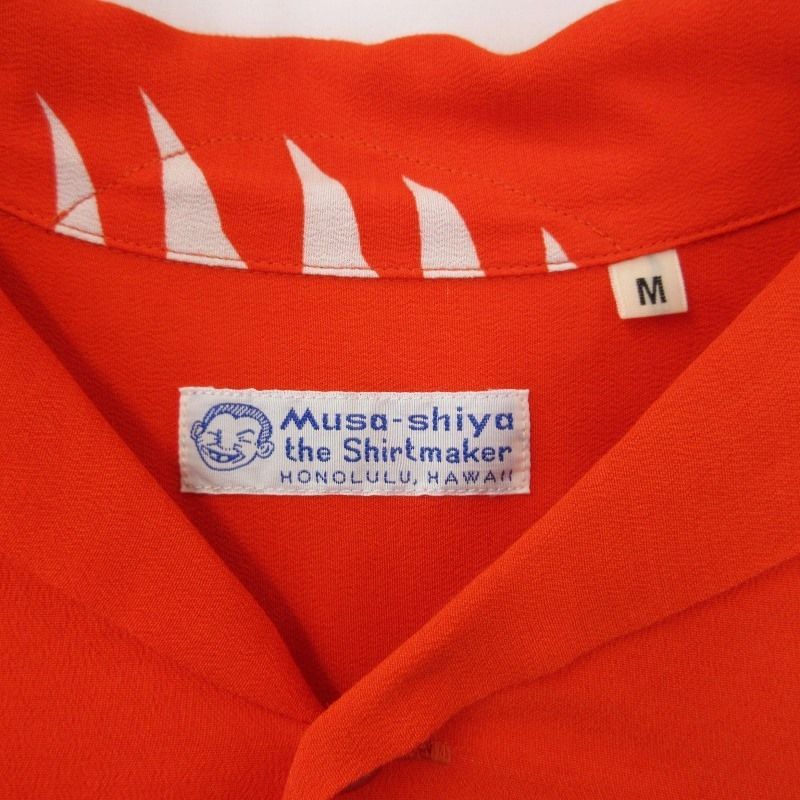 M
Musa-shiya
the Shirtmaker
HONOLULU, HAWAII